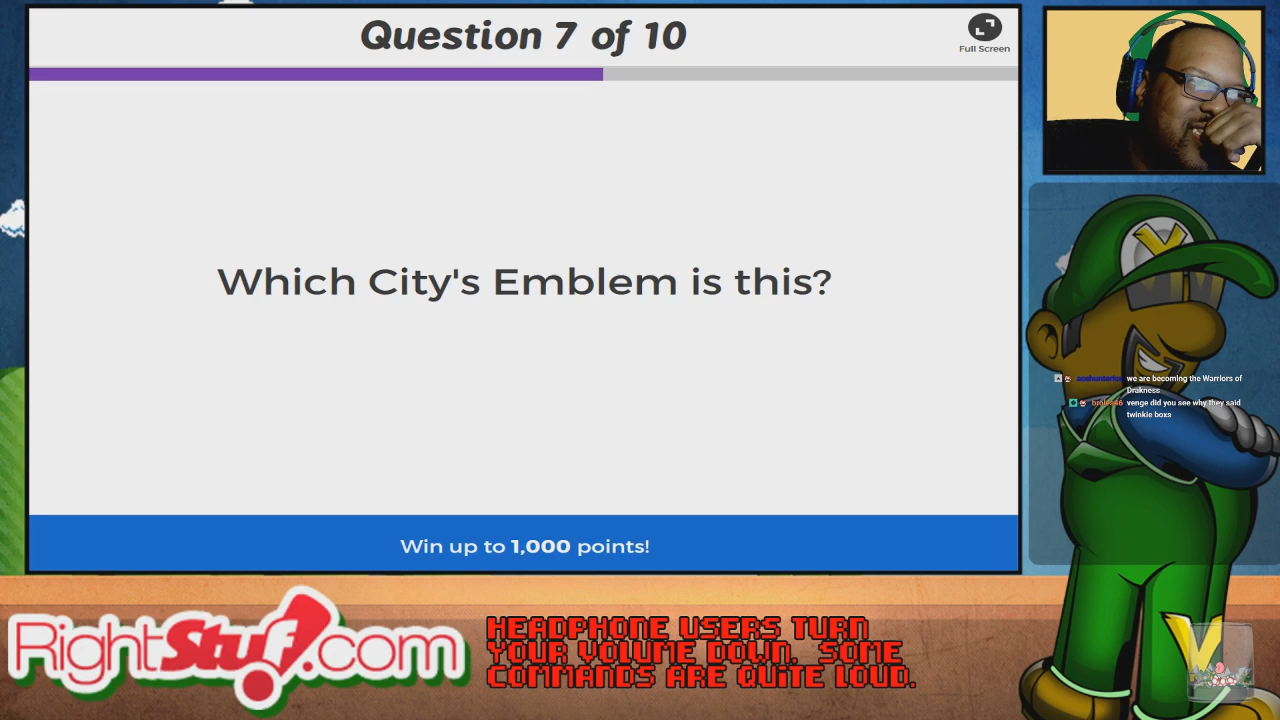 Question 7 of 10
Full Screen
Which City's Emblem is this?
we are becoming the Warriors of
Drakness
venge did you see why they said
twinkie boxs
Win up to 1,000 points!
RightStuf!.com
HEADPHONE USERS TURN
YOUR VOLUME DOWN. SOME
COMMANDS ARE QUITE LOUD.
V
V